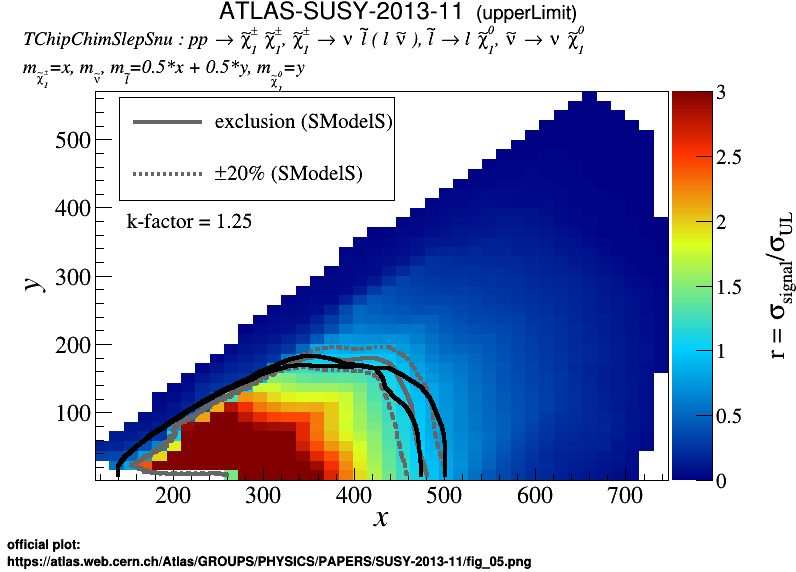 ATLAS-SUSY-2013-11 (upperLimit)
TChipChimSlepSnu : pp → χ̃₁± χ̃₁±, χ̃₁± → ν l̃ ( l ν̃ ), l̃ → l χ̃₁⁰, ν̃ → ν χ̃₁⁰
m_χ̃₁±=x, m_ν̃, m_l̃=0.5*x + 0.5*y, m_χ̃₁⁰=y
exclusion (SModelS)
±20% (SModelS)
k-factor = 1.25
500
400
300
200
100
y
200 300 400 500 600 700
x
3
2.5
2
1.5
1
0.5
0
r = σ_signal/σ_UL
official plot:
https://atlas.web.cern.ch/Atlas/GROUPS/PHYSICS/PAPERS/SUSY-2013-11/fig_05.png